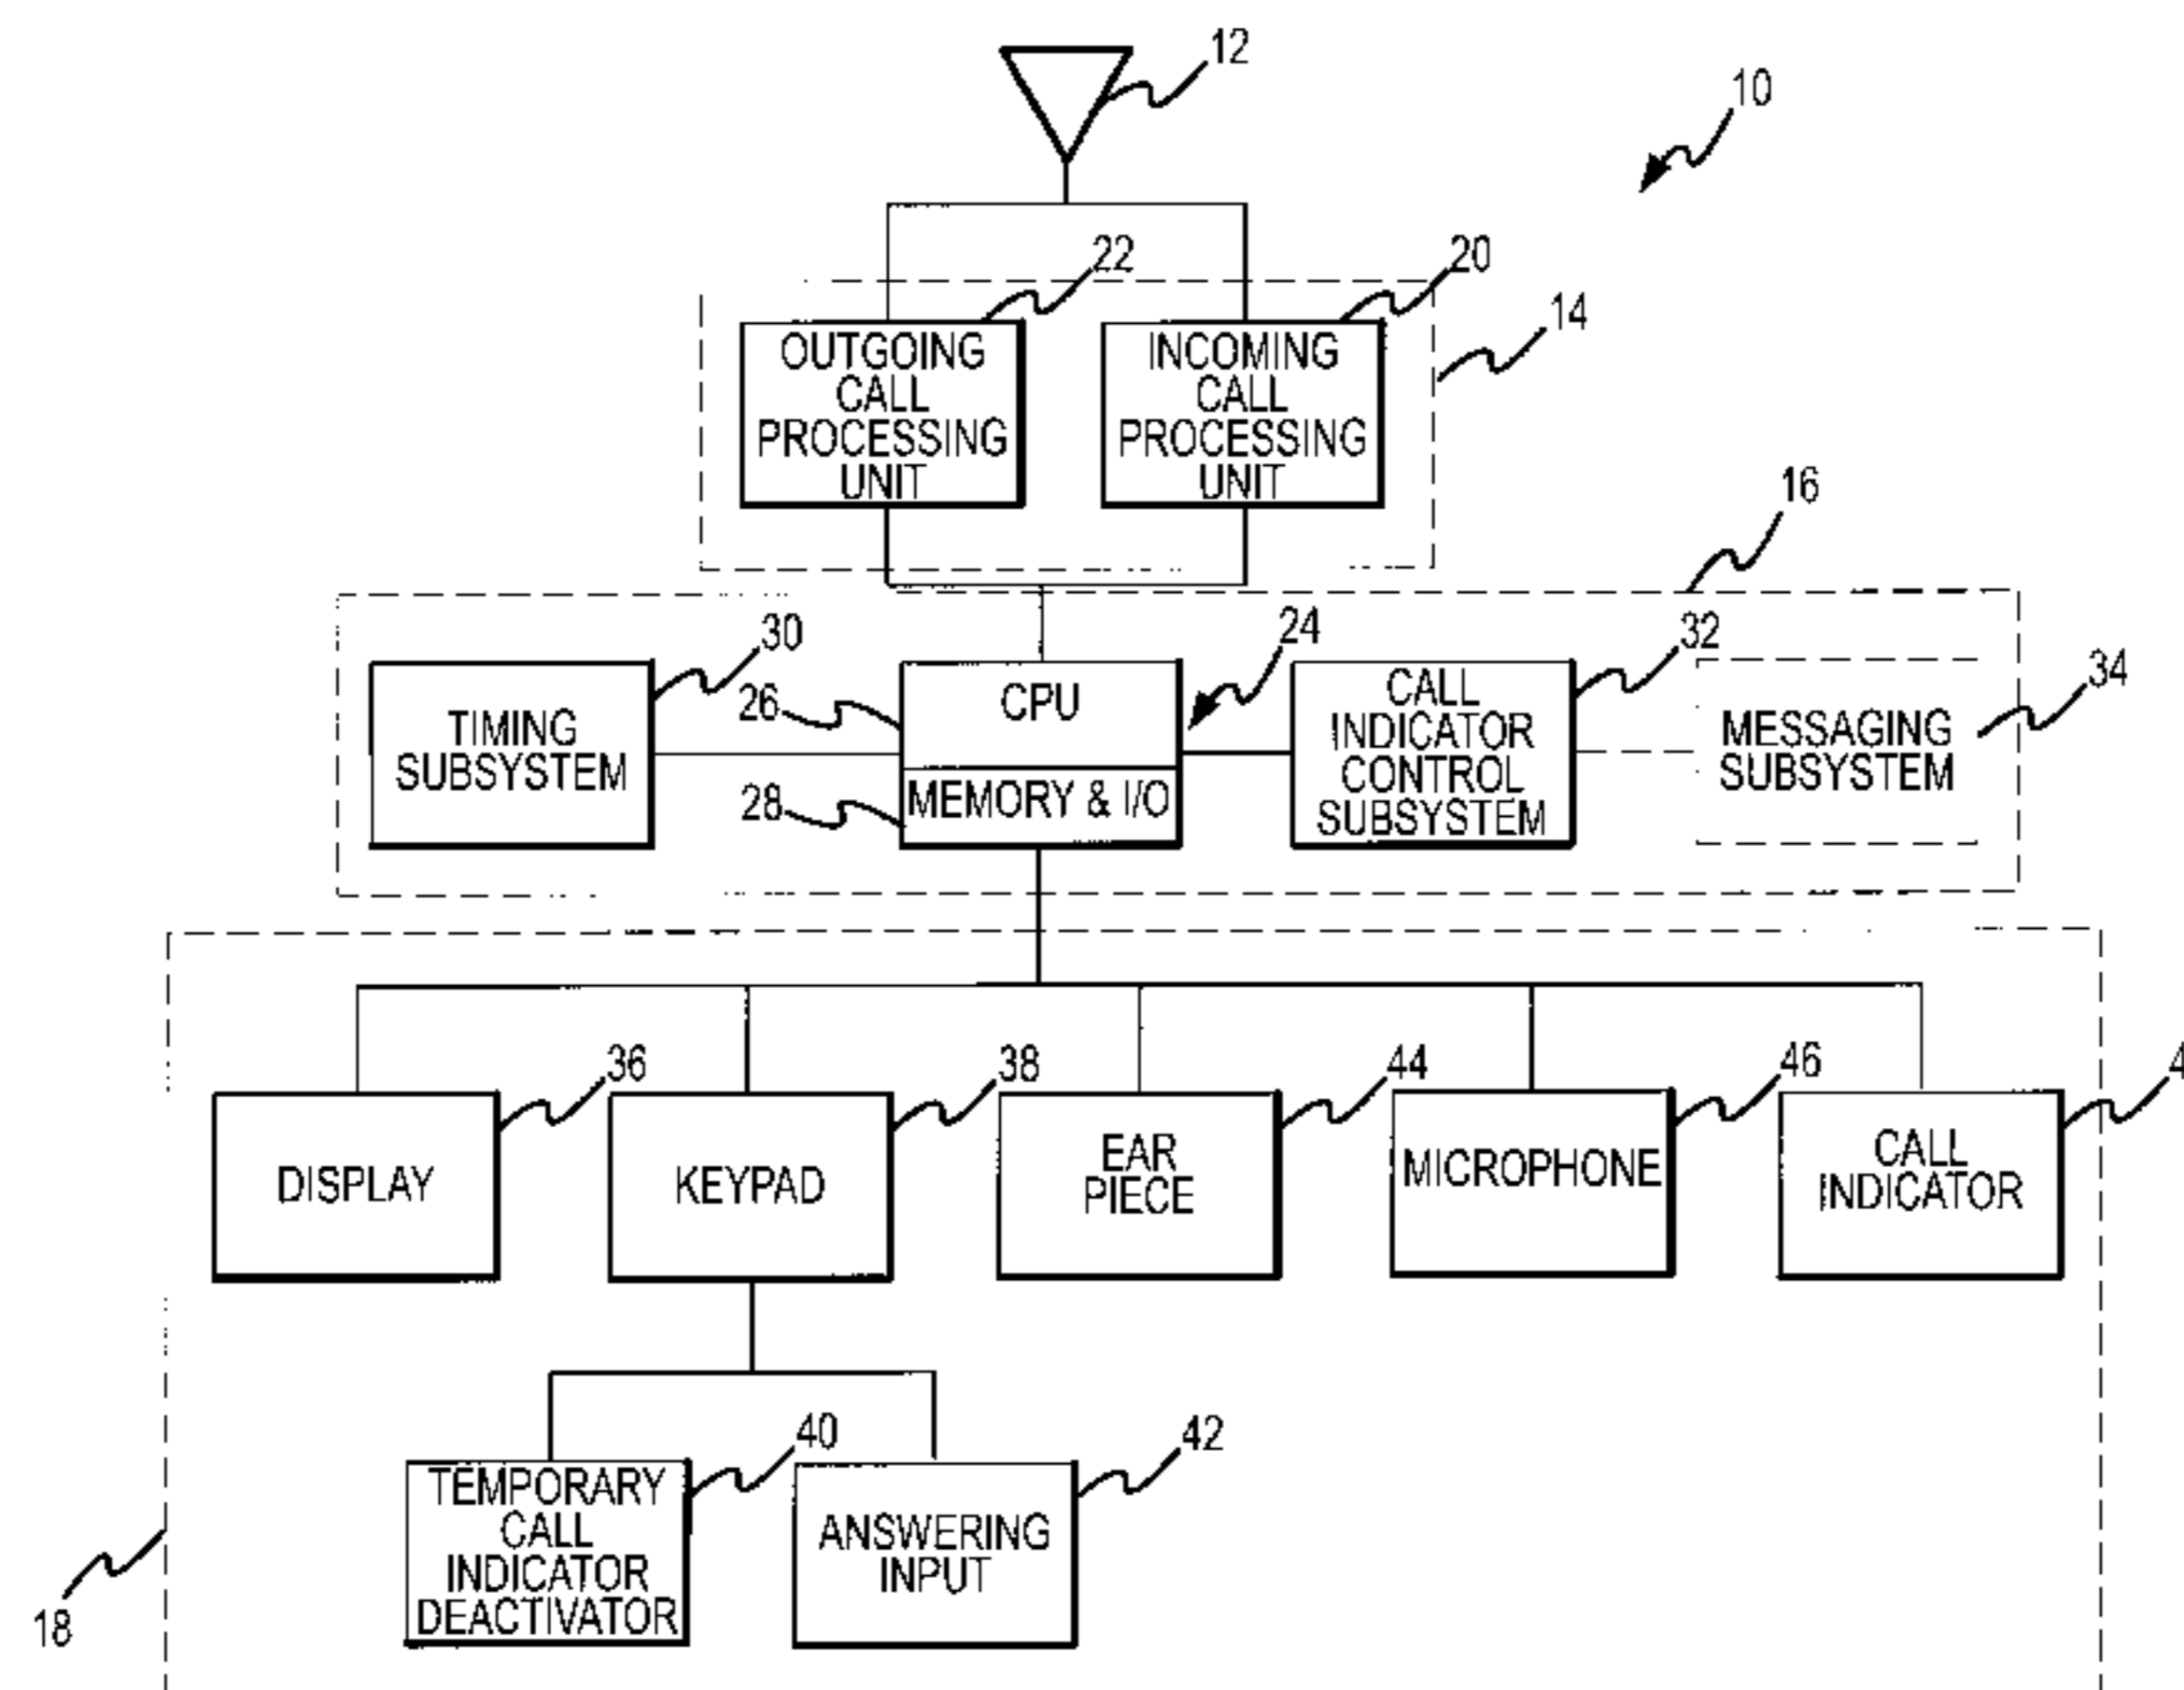 12
10
22
20
14
OUTGOING
CALL
PROCESSING
UNIT
INCOMING
CALL
PROCESSING
UNIT
16
30
24
32
34
26
CPU
TIMING
SUBSYSTEM
28
MEMORY & I/O
CALL
INDICATOR
CONTROL
SUBSYSTEM
MESSAGING
SUBSYSTEM
36
38
44
46
DISPLAY
KEYPAD
EAR
PIECE
MICROPHONE
CALL
INDICATOR
40
42
TEMPORARY
CALL
INDICATOR
DEACTIVATOR
ANSWERING
INPUT
18